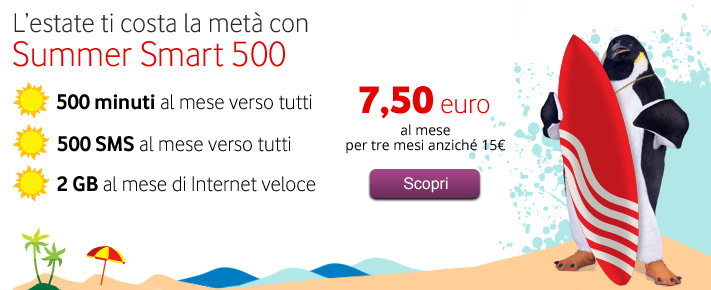 L'estate ti costa la metà con
Summer Smart 500
500 minuti al mese verso tutti
500 SMS al mese verso tutti
2 GB al mese di Internet veloce
7,50 euro
al mese
per tre mesi anziché 15€
Scopri